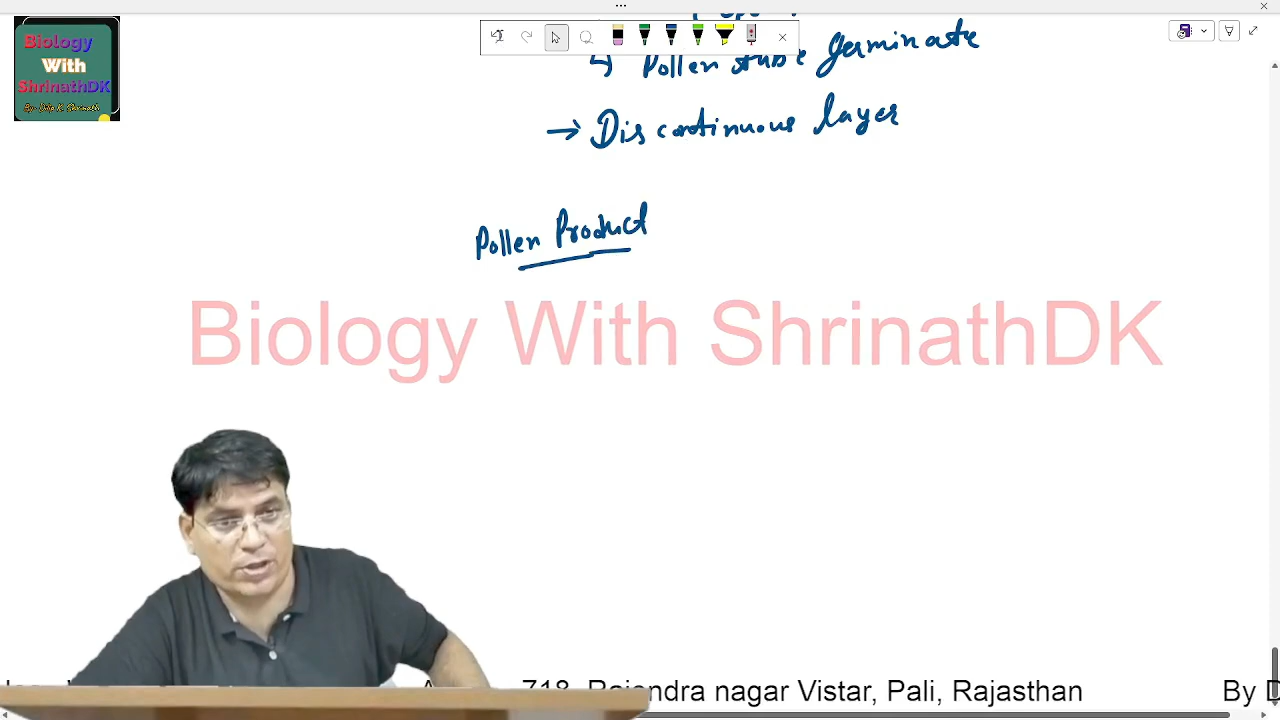 Biology
With
ShrinathDK
Pollen tube germinate
→ Discontinuous layer
Pollen Product
Biology With ShrinathDK
718, Rajendra nagar Vistar, Pali, Rajasthan
By D